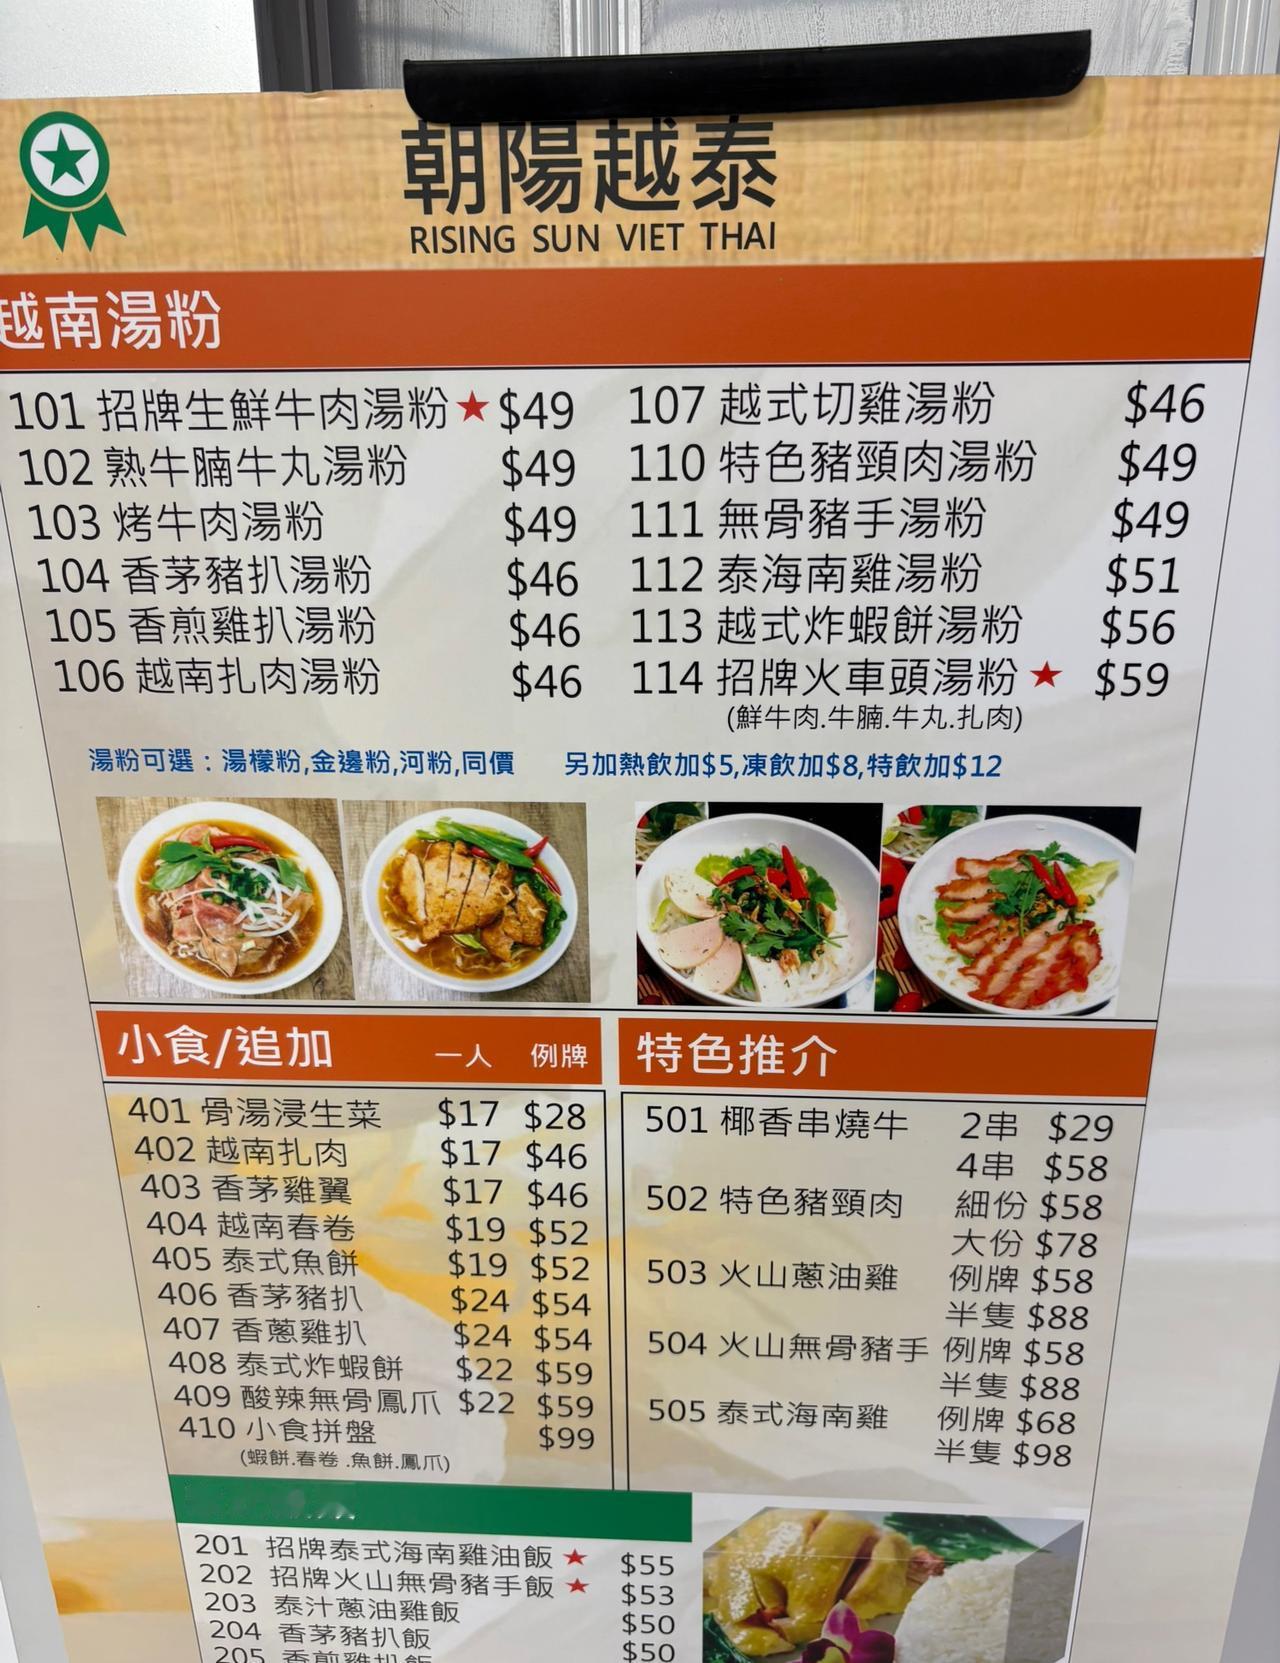 朝陽越泰
RISING SUN VIET THAI
越南湯粉
101 招牌生鮮牛肉湯粉★ $49
102 熟牛腩牛丸湯粉 $49
103 烤牛肉湯粉 $49
104 香茅豬扒湯粉 $46
105 香煎雞扒湯粉 $46
106 越南扎肉湯粉 $46
107 越式切雞湯粉 $46
110 特色豬頸肉湯粉 $49
111 無骨豬手湯粉 $49
112 泰海南雞湯粉 $51
113 越式炸蝦餅湯粉 $56
114 招牌火車頭湯粉★ $59
(鮮牛肉.牛腩.牛丸.扎肉)
湯粉可選：湯檬粉,金邊粉,河粉,同價
另加熱飲加$5,凍飲加$8,特飲加$12
小食/追加 一人 例牌
401 骨湯浸生菜 $17 $28
402 越南扎肉 $17 $46
403 香茅雞翼 $17 $46
404 越南春卷 $19 $52
405 泰式魚餅 $19 $52
406 香茅豬扒 $24 $54
407 香蔥雞扒 $24 $54
408 泰式炸蝦餅 $22 $59
409 酸辣無骨鳳爪 $22 $59
410 小食拼盤 $99
(蝦餅.春卷.魚餅.鳳爪)
特色推介
501 椰香串燒牛 2串 $29
4串 $58
502 特色豬頸肉 細份 $58
大份 $78
503 火山蔥油雞 例牌 $58
半隻 $88
504 火山無骨豬手 例牌 $58
半隻 $88
505 泰式海南雞 例牌 $68
半隻 $98
201 招牌泰式海南雞油飯★ $55
202 招牌火山無骨豬手飯★ $53
203 泰汁蔥油雞飯 $50
204 香茅豬扒飯 $50
205 香煎雞扒飯